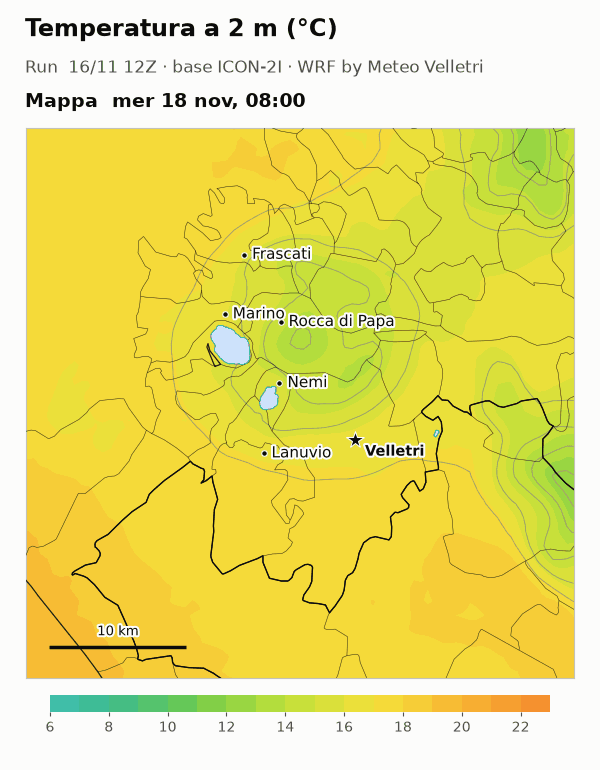 Temperatura a 2 m (°C)
Run  16/11 12Z · base ICON-2I · WRF by Meteo Velletri
Mappa  mer 18 nov, 08:00
Frascati
Marino
Rocca di Papa
Nemi
Velletri
Lanuvio
10 km
6 8 10 12 14 16 18 20 22